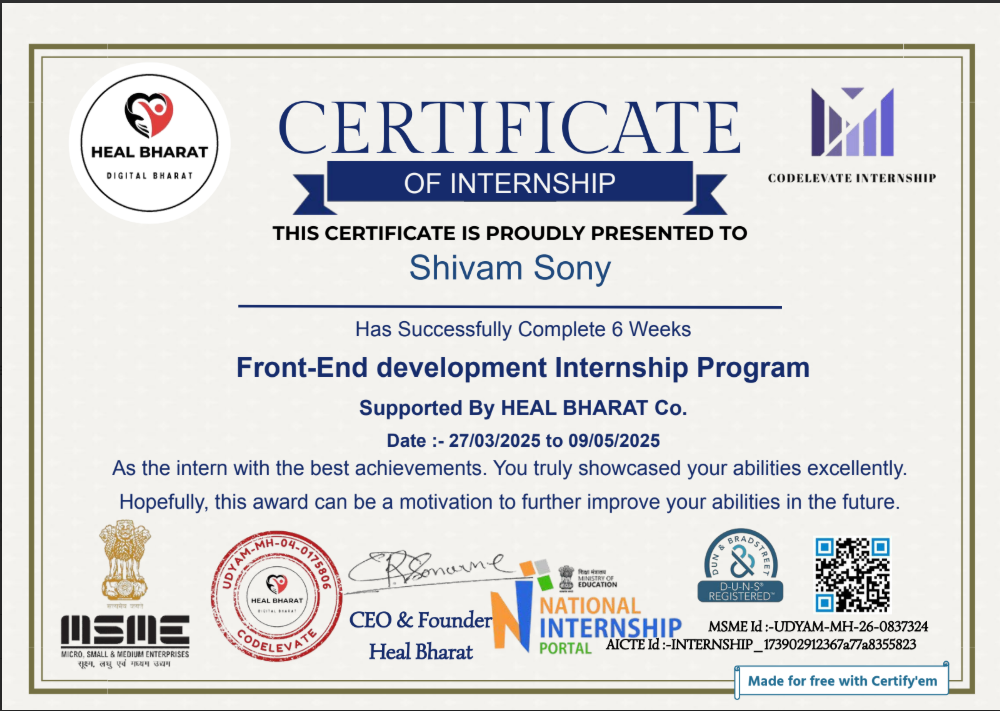 HEAL BHARAT
DIGITAL BHARAT
CERTIFICATE
OF INTERNSHIP
CODELEVATE INTERNSHIP
THIS CERTIFICATE IS PROUDLY PRESENTED TO
Shivam Sony
Has Successfully Complete 6 Weeks
Front-End development Internship Program
Supported By HEAL BHARAT Co.
Date :- 27/03/2025 to 09/05/2025
As the intern with the best achievements. You truly showcased your abilities excellently.
Hopefully, this award can be a motivation to further improve your abilities in the future.
सत्यमेव जयते
MSME
MICRO, SMALL & MEDIUM ENTERPRISES
सूक्ष्म, लघु एवं मध्यम उद्यम
UDYAM-MH-04-0175806
HEAL BHARAT
DIGITAL BHARAT
CODELEVATE
CEO & Founder
Heal Bharat
शिक्षा मंत्रालय
MINISTRY OF
EDUCATION
NATIONAL
INTERNSHIP
PORTAL
DUN & BRADSTREET
D-U-N-S®
REGISTERED™
MSME Id :-UDYAM-MH-26-0837324
AICTE Id :-INTERNSHIP_173902912367a77a8355823
Made for free with Certify'em